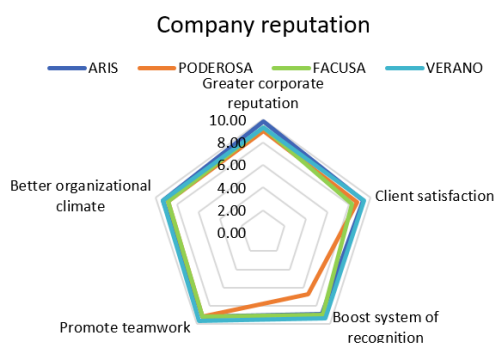 Company reputation
ARIS PODEROSA FACUSA VERANO
Greater corporate
reputation
10.00
8.00
6.00
4.00
2.00
0.00
Better organizational
climate
Client satisfaction
Promote teamwork
Boost system of
recognition